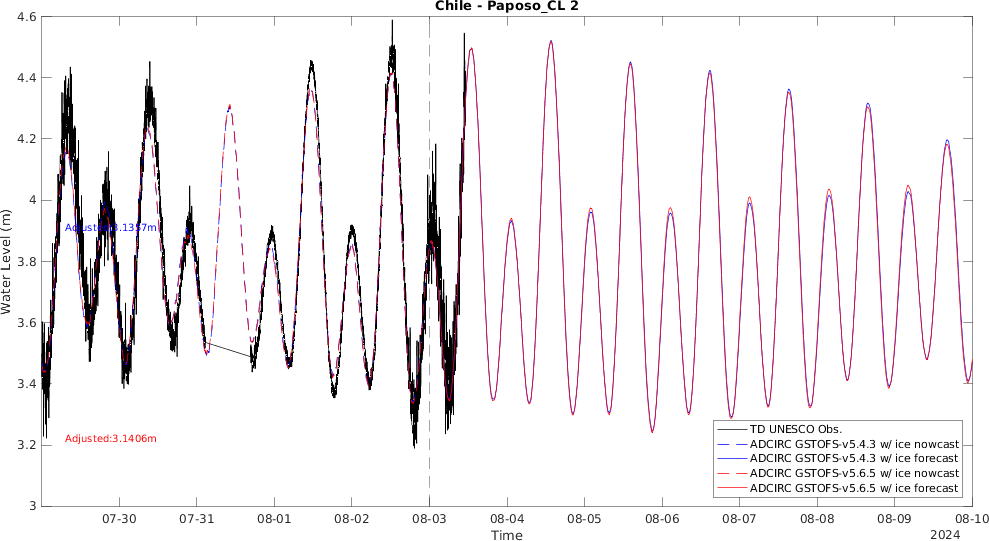 Chile - Paposo_CL 2
4.6
4.4
4.2
4
3.8
3.6
3.4
3.2
3
Water Level (m)
Adjusted:3.1357m
Adjusted:3.1406m
TD UNESCO Obs.
ADCIRC GSTOFS-v5.4.3 w/ ice nowcast
ADCIRC GSTOFS-v5.4.3 w/ ice forecast
ADCIRC GSTOFS-v5.6.5 w/ ice nowcast
ADCIRC GSTOFS-v5.6.5 w/ ice forecast
07-30 07-31 08-01 08-02 08-03 08-04 08-05 08-06 08-07 08-08 08-09 08-10
Time
2024